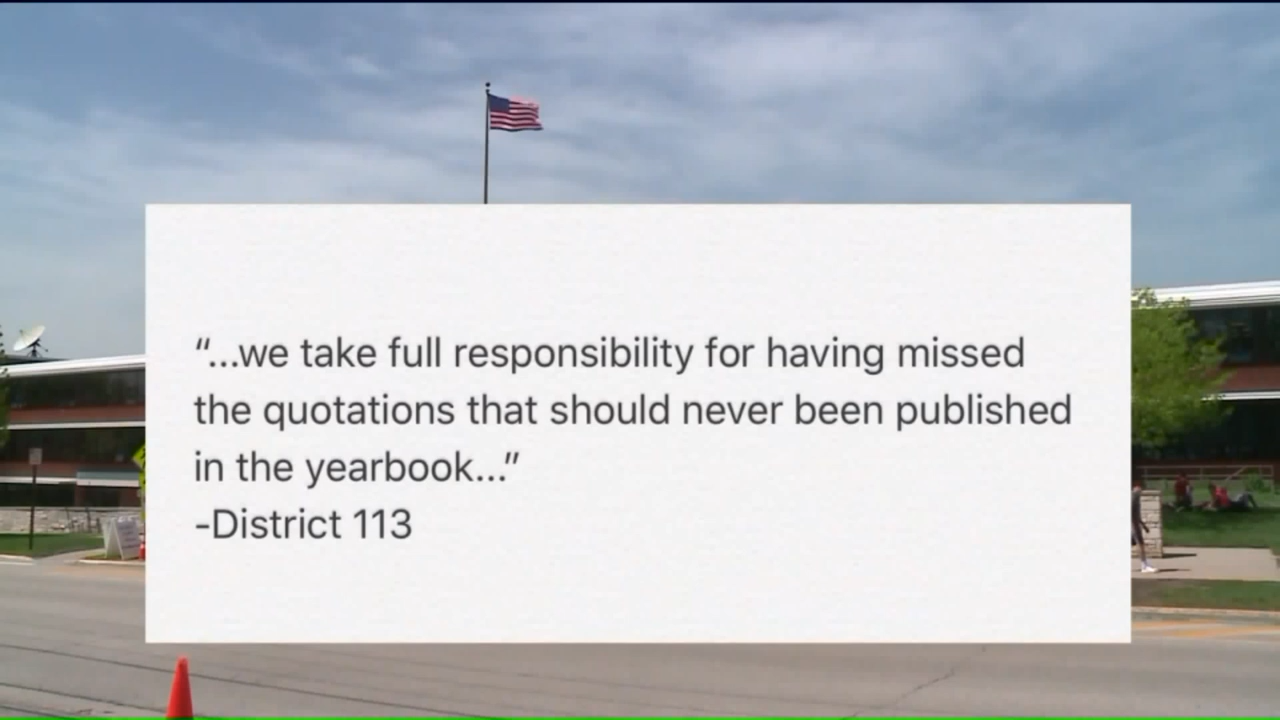 “...we take full responsibility for having missed
the quotations that should never been published
in the yearbook...”
-District 113